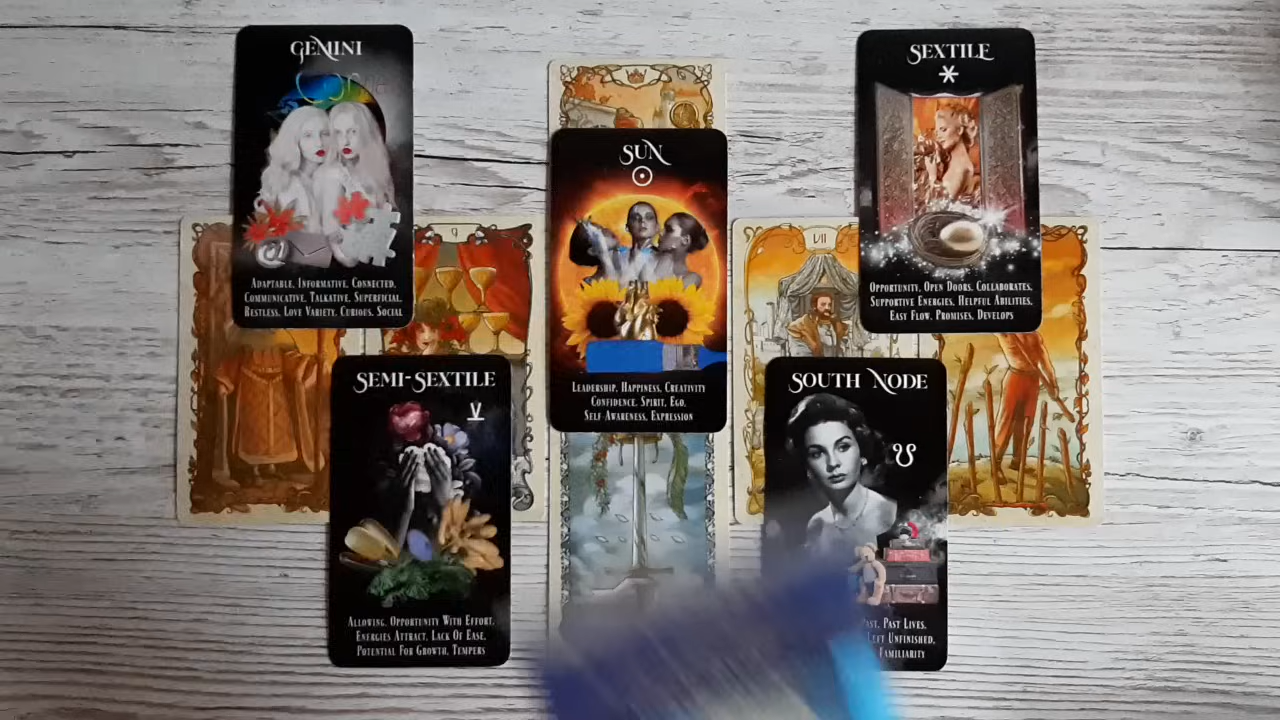 GEMINI
ADAPTABLE, INFORMATIVE, CONNECTED,
COMMUNICATIVE, TALKATIVE, SUPERFICIAL,
RESTLESS, LOVE VARIETY, CURIOUS, SOCIAL
SUN
LEADERSHIP, HAPPINESS, CREATIVITY
CONFIDENCE, SPIRIT, EGO,
SELF AWARENESS, EXPRESSION
SEXTILE
OPPORTUNITY, OPEN DOORS, COLLABORATES,
SUPPORTIVE ENERGIES, HELPFUL ABILITIES,
EASY FLOW, PROMISES, DEVELOPS
9
VII
SEMI-SEXTILE
ALLOWING, OPPORTUNITY WITH EFFORT,
ENERGIES ATTRACT, LACK OF EASE,
POTENTIAL FOR GROWTH, TEMPERS
SOUTH NODE
PAST, PAST LIVES,
LEFT UNFINISHED,
FAMILIARITY